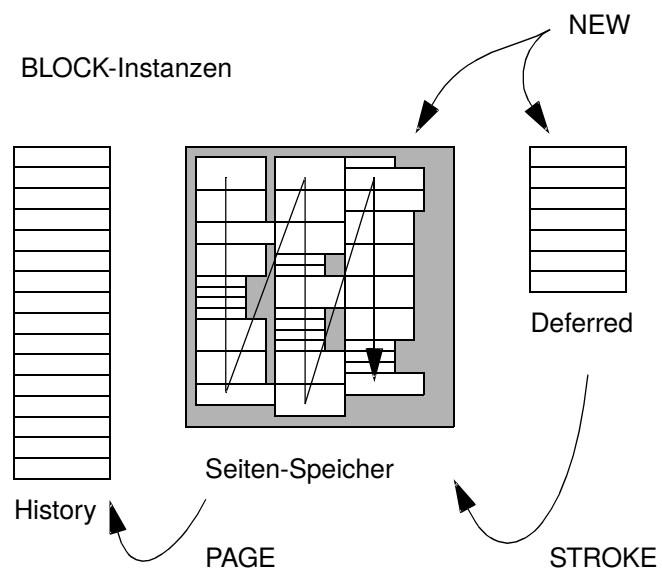 NEW
BLOCK-Instanzen
Deferred
Seiten-Speicher
History
PAGE
STROKE